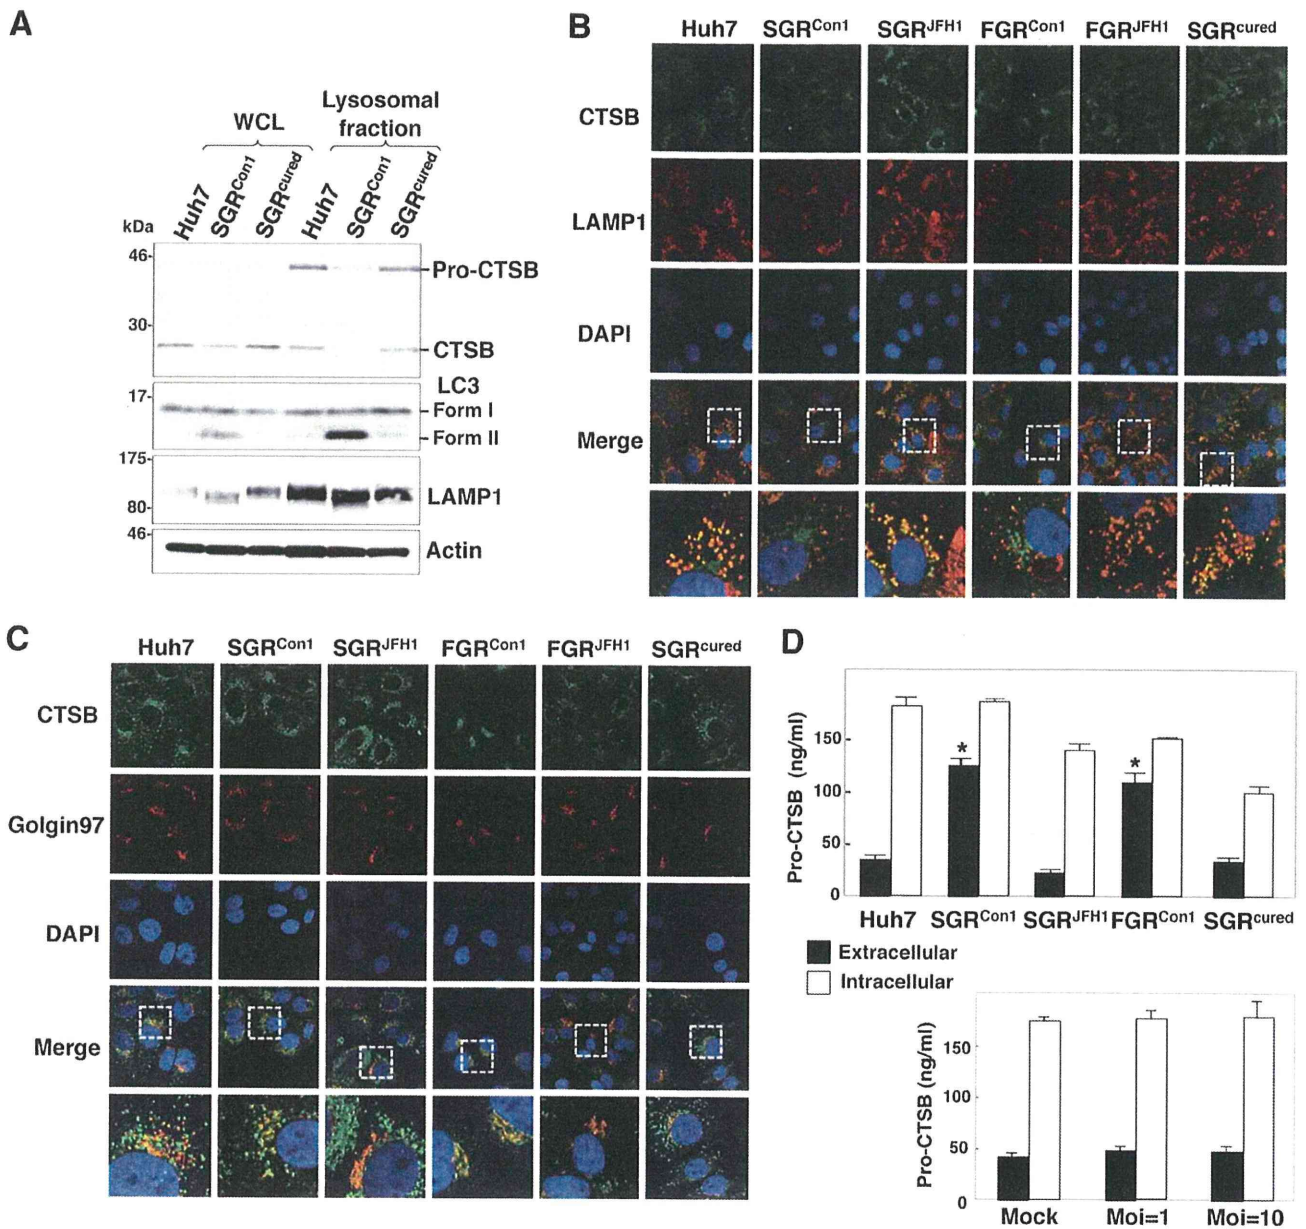 A
WCL
Lysosomal
fraction
Huh7
SGRCon1
SGRcured
Huh7
SGRCon1
SGRcured
kDa
46-
Pro-CTSB
30-
CTSB
17-
LC3
Form I
Form II
175-
LAMP1
80-
46-
Actin
B
Huh7 SGRCon1 SGRJFH1 FGRCon1 FGRJFH1 SGRcured
CTSB
LAMP1
DAPI
Merge
C
Huh7 SGRCon1 SGRJFH1 FGRCon1 FGRJFH1 SGRcured
CTSB
Golgin97
DAPI
Merge
D
Pro-CTSB (ng/ml)
150
100
50
0
* *
Huh7 SGRCon1 SGRJFH1 FGRCon1 SGRcured
Extracellular
Intracellular
Pro-CTSB (ng/ml)
150
100
50
0
Mock Moi=1 Moi=10